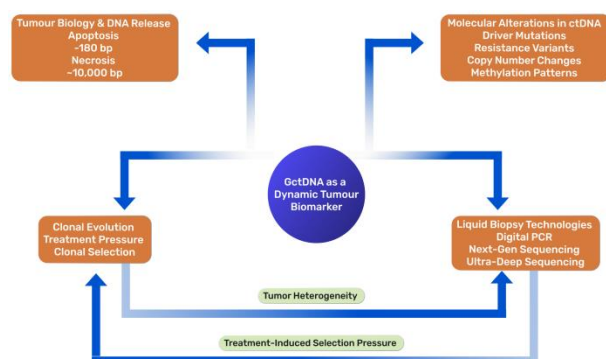 Tumour Biology & DNA Release
Apoptosis
~180 bp
Necrosis
~10,000 bp
Molecular Alterations in ctDNA
Driver Mutations
Resistance Variants
Copy Number Changes
Methylation Patterns
GctDNA as a
Dynamic Tumour
Biomarker
Clonal Evolution
Treatment Pressure
Clonal Selection
Liquid Biopsy Technologies
Digital PCR
Next-Gen Sequencing
Ultra-Deep Sequencing
Tumor Heterogeneity
Treatment-Induced Selection Pressure